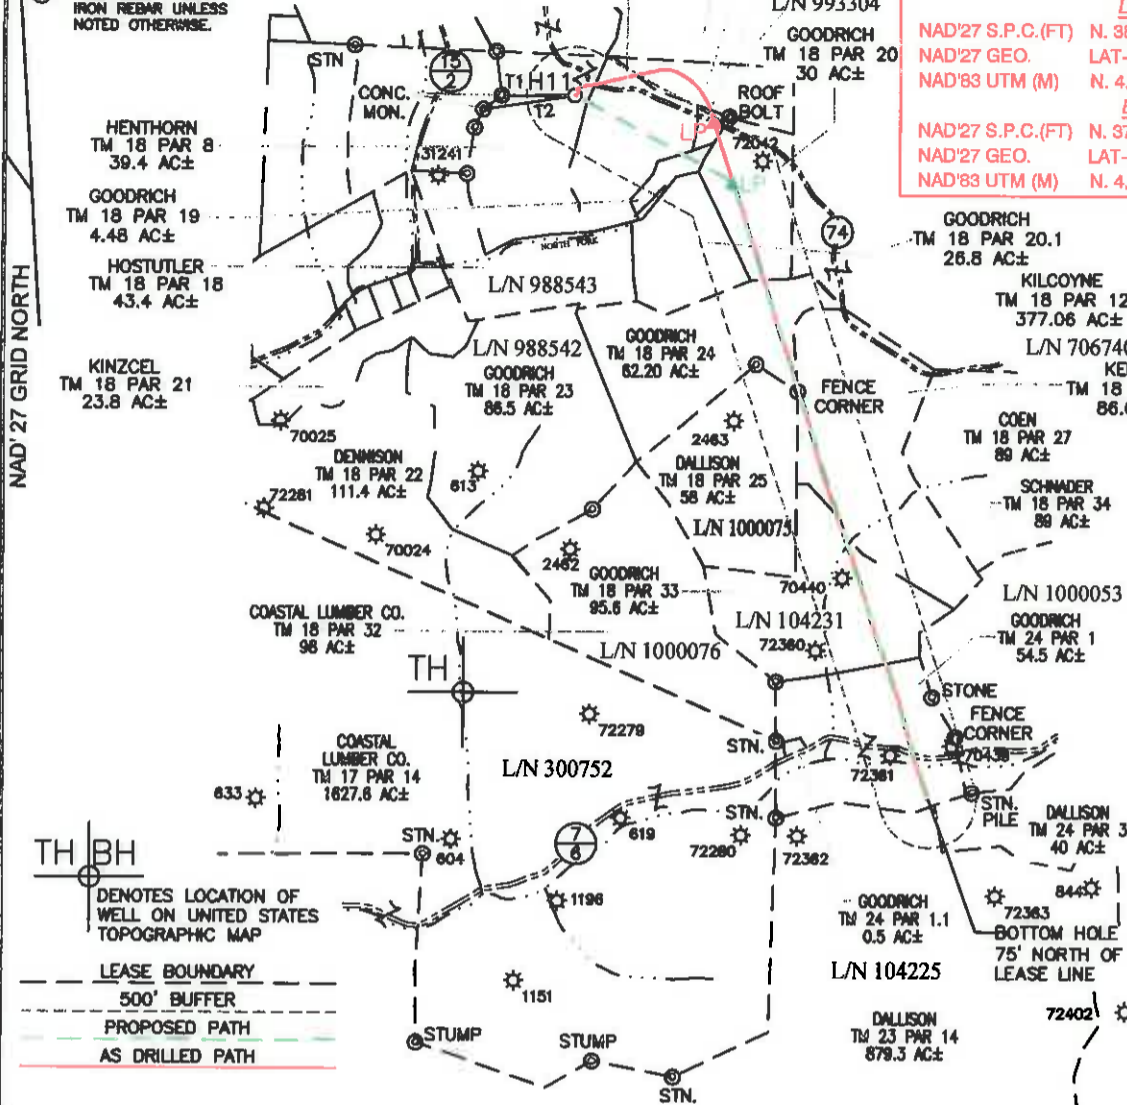 IRON REBAR UNLESS
NOTED OTHERWISE.
L/N 993304
NAD'27 S.P.C.(FT)
NAD'27 GEO. LAT-
NAD'83 UTM (M) N. 4,
NAD'27 S.P.C.(FT) N. 37
NAD'27 GEO. LAT-
NAD'83 UTM (M) N. 4,
GOODRICH
TM 18 PAR 20
30 AC±
STN
T5
2
T1
H11
T2
CONC.
MON.
ROOF
BOLT
LP
72042
LP
31241
HENTHORN
TM 18 PAR 8
39.4 AC±
GOODRICH
TM 18 PAR 19
4.48 AC±
HOSTUTLER
TM 18 PAR 18
43.4 AC±
NORTH FORK
74
GOODRICH
TM 18 PAR 20.1
26.8 AC±
KILCOYNE
TM 18 PAR 12
377.06 AC±
L/N 988543
NAD'27 GRID NORTH
KINZCEL
TM 18 PAR 21
23.8 AC±
L/N 988542
GOODRICH
TM 18 PAR 23
86.5 AC±
GOODRICH
TM 18 PAR 24
62.20 AC±
L/N 706740
TM 18
FENCE
CORNER
70025
2463
COEN
TM 18 PAR 27
89 AC±
DENNISON
TM 18 PAR 22
111.4 AC±
613
DALLISON
TM 18 PAR 25
58 AC±
SCHNADER
TM 18 PAR 34
89 AC±
72281
70024
L/N 1000075
2462
GOODRICH
TM 18 PAR 33
95.6 AC±
70440
L/N 1000053
COASTAL LUMBER CO.
TM 18 PAR 32
96 AC±
L/N 104231
72360
GOODRICH
TM 24 PAR 1
54.5 AC±
L/N 1000076
TH
STONE
FENCE
CORNER
72279
STN.
70439
72361
COASTAL
LUMBER CO.
TM 17 PAR 14
1627.6 AC±
L/N 300752
633
STN.
PILE
STN.
619
72280
72362
DALLISON
TM 24 PAR 3
40 AC±
STN.
604
7
6
TH BH
DENOTES LOCATION OF
WELL ON UNITED STATES
TOPOGRAPHIC MAP
1196
GOODRICH
TM 24 PAR 1.1
0.5 AC±
72363
844
BOTTOM HOLE
75' NORTH OF
LEASE LINE
L/N 104225
LEASE BOUNDARY
500' BUFFER
PROPOSED PATH
AS DRILLED PATH
1151
72402
DALLISON
TM 23 PAR 14
879.3 AC±
STUMP
STUMP
STN.